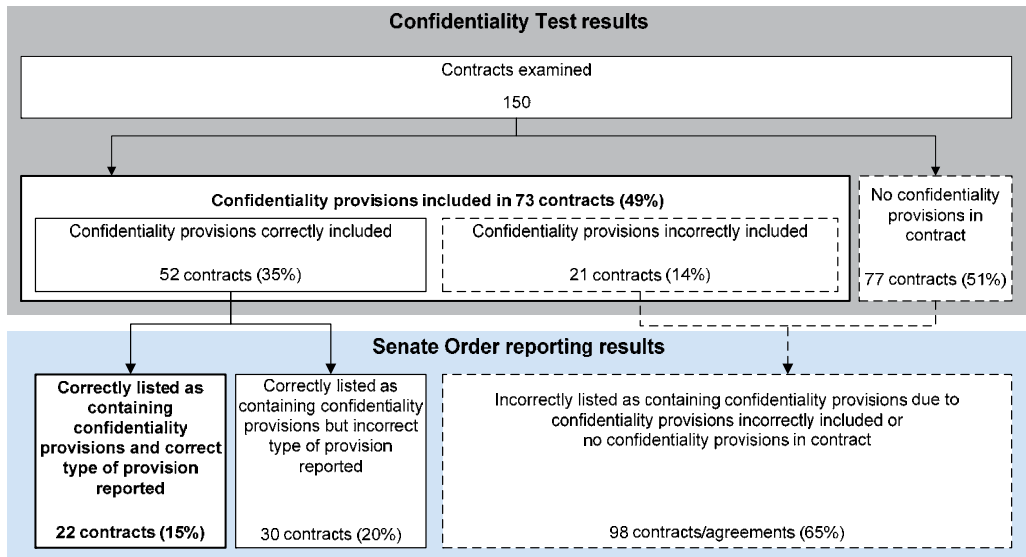 Confidentiality Test results
Contracts examined
150
Confidentiality provisions included in 73 contracts (49%)
Confidentiality provisions correctly included
52 contracts (35%)
Confidentiality provisions incorrectly included
21 contracts (14%)
No confidentiality
provisions in
contract
77 contracts (51%)
Senate Order reporting results
Correctly listed as
containing
confidentiality
provisions and correct
type of provision
reported
22 contracts (15%)
Correctly listed as
containing confidentiality
provisions but incorrect
type of provision
reported
30 contracts (20%)
Incorrectly listed as containing confidentiality provisions due to
confidentiality provisions incorrectly included or
no confidentiality provisions in contract
98 contracts/agreements (65%)